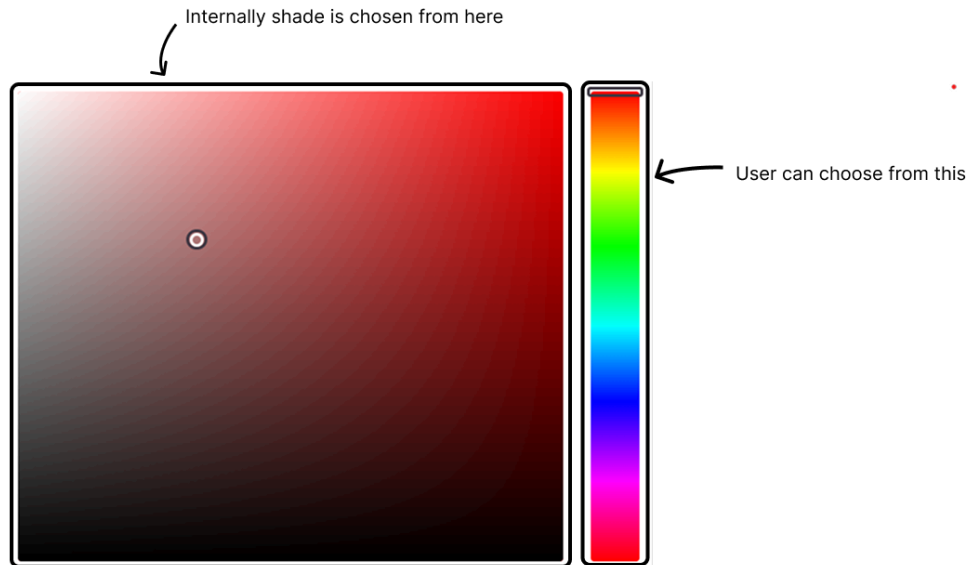 Internally shade is chosen from here
User can choose from this